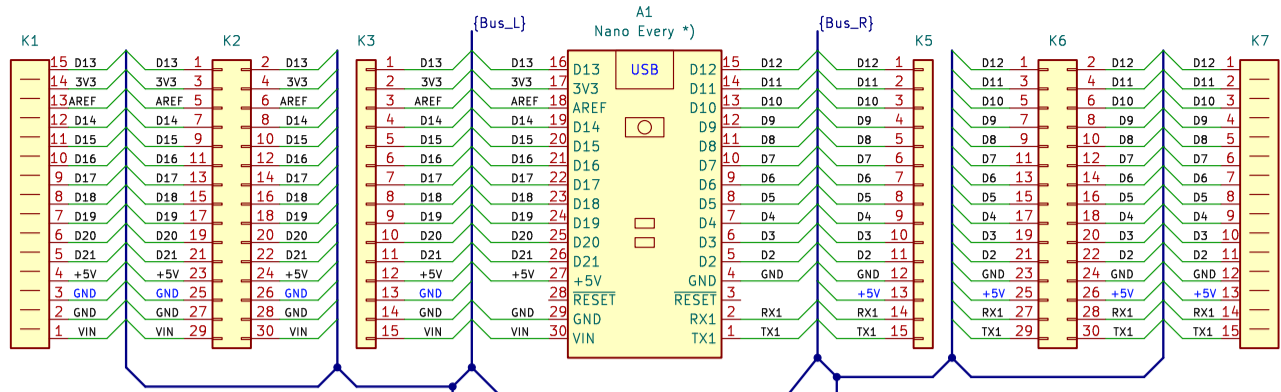 {Bus_L} A1 {Bus_R}
K1 K2 K3 Nano Every *) K5 K6 K7
USB
15 D13 D13 1 2 D13 1 D13 D13 16 D13 D12 15 D12 D12 1 D12 1 2 D12 D12 1
14 3V3 3V3 3 4 3V3 2 3V3 3V3 17 3V3 D11 14 D11 D11 2 D11 3 4 D11 D11 2
13 AREF AREF 5 6 AREF 3 AREF AREF 18 AREF D10 13 D10 D10 3 D10 5 6 D10 D10 3
12 D14 D14 7 8 D14 4 D14 D14 19 D14 D9 12 D9 D9 4 D9 7 8 D9 D9 4
11 D15 D15 9 10 D15 5 D15 D15 20 D15 D8 11 D8 D8 5 D8 9 10 D8 D8 5
10 D16 D16 11 12 D16 6 D16 D16 21 D16 D7 10 D7 D7 6 D7 11 12 D7 D7 6
9 D17 D17 13 14 D17 7 D17 D17 22 D17 D6 9 D6 D6 7 D6 13 14 D6 D6 7
8 D18 D18 15 16 D18 8 D18 D18 23 D18 D5 8 D5 D5 8 D5 15 16 D5 D5 8
7 D19 D19 17 18 D19 9 D19 D19 24 D19 D4 7 D4 D4 9 D4 17 18 D4 D4 9
6 D20 D20 19 20 D20 10 D20 D20 25 D20 D3 6 D3 D3 10 D3 19 20 D3 D3 10
5 D21 D21 21 22 D21 11 D21 D21 26 D21 D2 5 D2 D2 11 D2 21 22 D2 D2 11
4 +5V +5V 23 24 +5V 12 +5V +5V 27 +5V GND 4 GND GND 12 GND 23 24 GND GND 12
3 GND GND 25 26 GND 13 GND 28 RESET RESET 3 +5V 13 +5V 25 26 +5V +5V 13
2 GND GND 27 28 GND 14 GND GND 29 GND RX1 2 RX1 RX1 14 RX1 27 28 RX1 RX1 14
1 VIN VIN 29 30 VIN 15 VIN VIN 30 VIN TX1 1 TX1 TX1 15 TX1 29 30 TX1 TX1 15